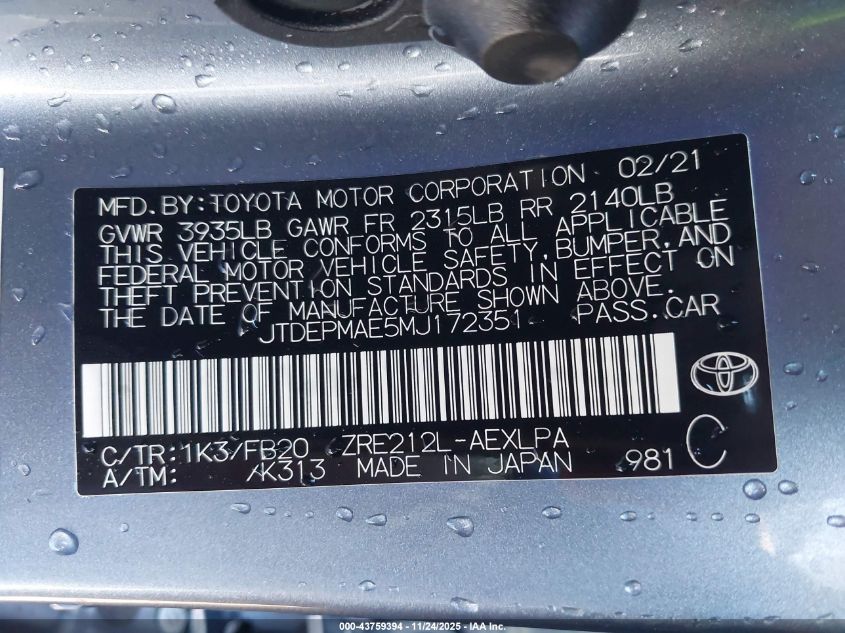 MFD. BY: TOYOTA MOTOR CORPORATION 02/21
GVWR 3935LB GAWR FR 2315LB RR 2140LB
THIS VEHICLE CONFORMS TO ALL APPLICABLE
FEDERAL MOTOR VEHICLE SAFETY, BUMPER, AND
THEFT PREVENTION STANDARDS IN EFFECT ON
THE DATE OF MANUFACTURE SHOWN ABOVE.
JTDEPMAE5MJ172351 PASS. CAR
C/TR: 1K3/FB20 ZRE212L-AEXLPA
A/TM: /K313 MADE IN JAPAN 981 C
000-43759394 - 11/24/2025 - IAA Inc.